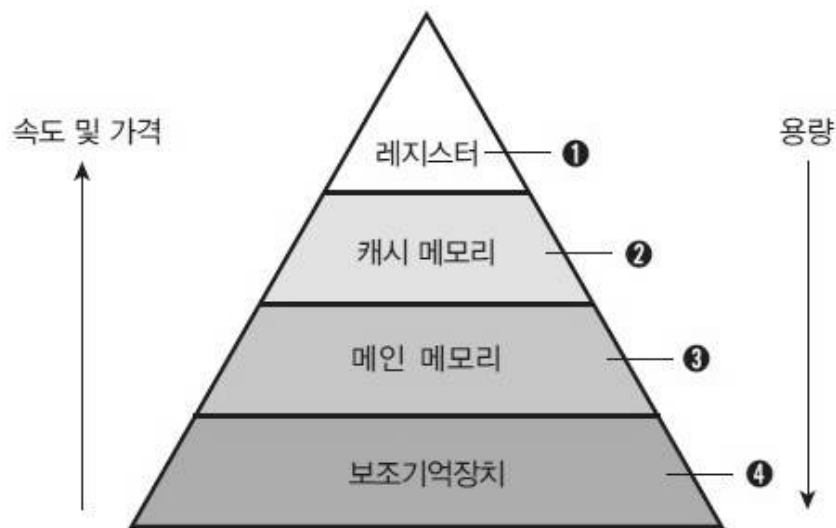 속도 및 가격
용량
레지스터 ❶
캐시 메모리 ❷
메인 메모리 ❸
보조기억장치 ❹